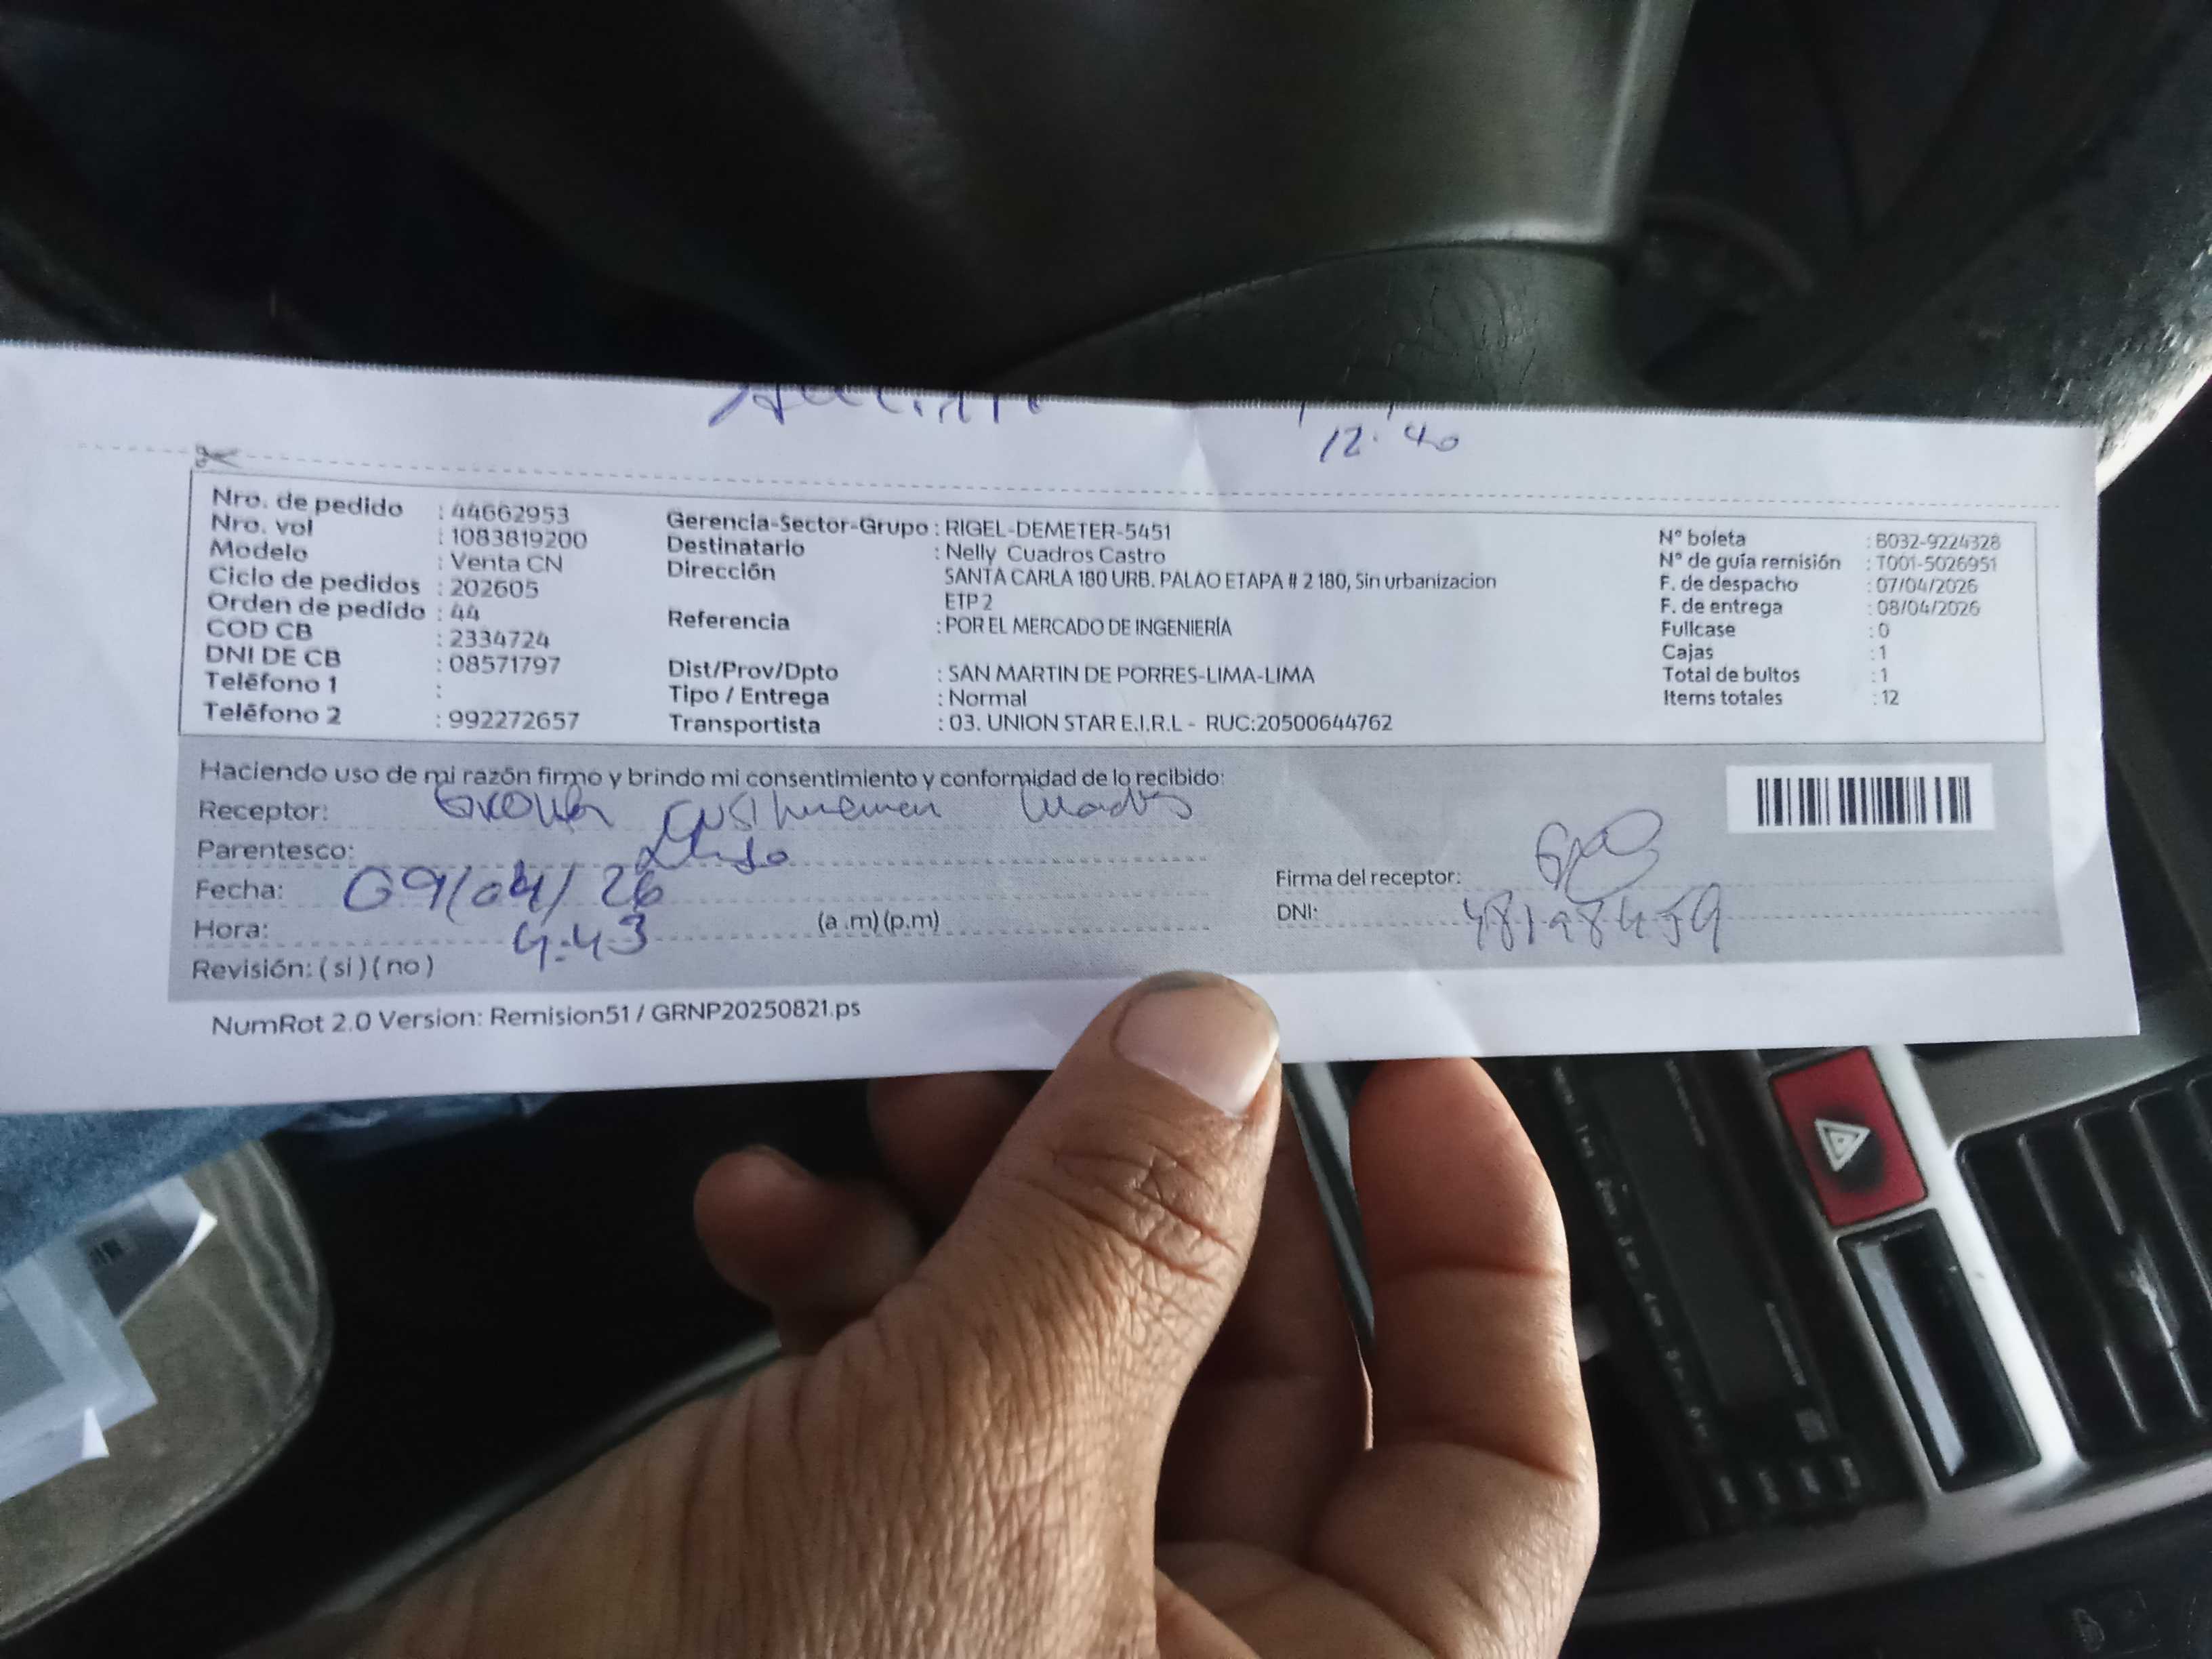 12:40
Nro. de pedido : 44662953
Nro. vol : 1083819200
Modelo : Venta CN
Ciclo de pedidos : 202605
Orden de pedido : 44
COD CB : 2334724
DNI DE CB : 08571797
Teléfono 1 :
Teléfono 2 : 992272657
Gerencia-Sector-Grupo : RIGEL-DEMETER-5451
Destinatario : Nelly Cuadros Castro
Dirección SANTA CARLA 180 URB. PALAO ETAPA # 2 180, Sin urbanizacion
ETP 2
Referencia : POR EL MERCADO DE INGENIERÍA
Dist/Prov/Dpto : SAN MARTIN DE PORRES-LIMA-LIMA
Tipo / Entrega : Normal
Transportista : 03. UNION STAR E.I.R.L - RUC:20500644762
N° boleta : B032-9224328
N° de guía remisión : T001-5026951
F. de despacho : 07/04/2026
F. de entrega : 08/04/2026
Fullcase : 0
Cajas : 1
Total de bultos : 1
Items totales : 12
Haciendo uso de mi razón firmo y brindo mi consentimiento y conformidad de lo recibido:
Receptor:
Parentesco:
Fecha: 09/04/26
Hora: 4:43 (a .m) (p.m)
Revisión: ( si ) ( no )
Firma del receptor:
DNI:
NumRot 2.0 Version: Remision51 / GRNP20250821.ps